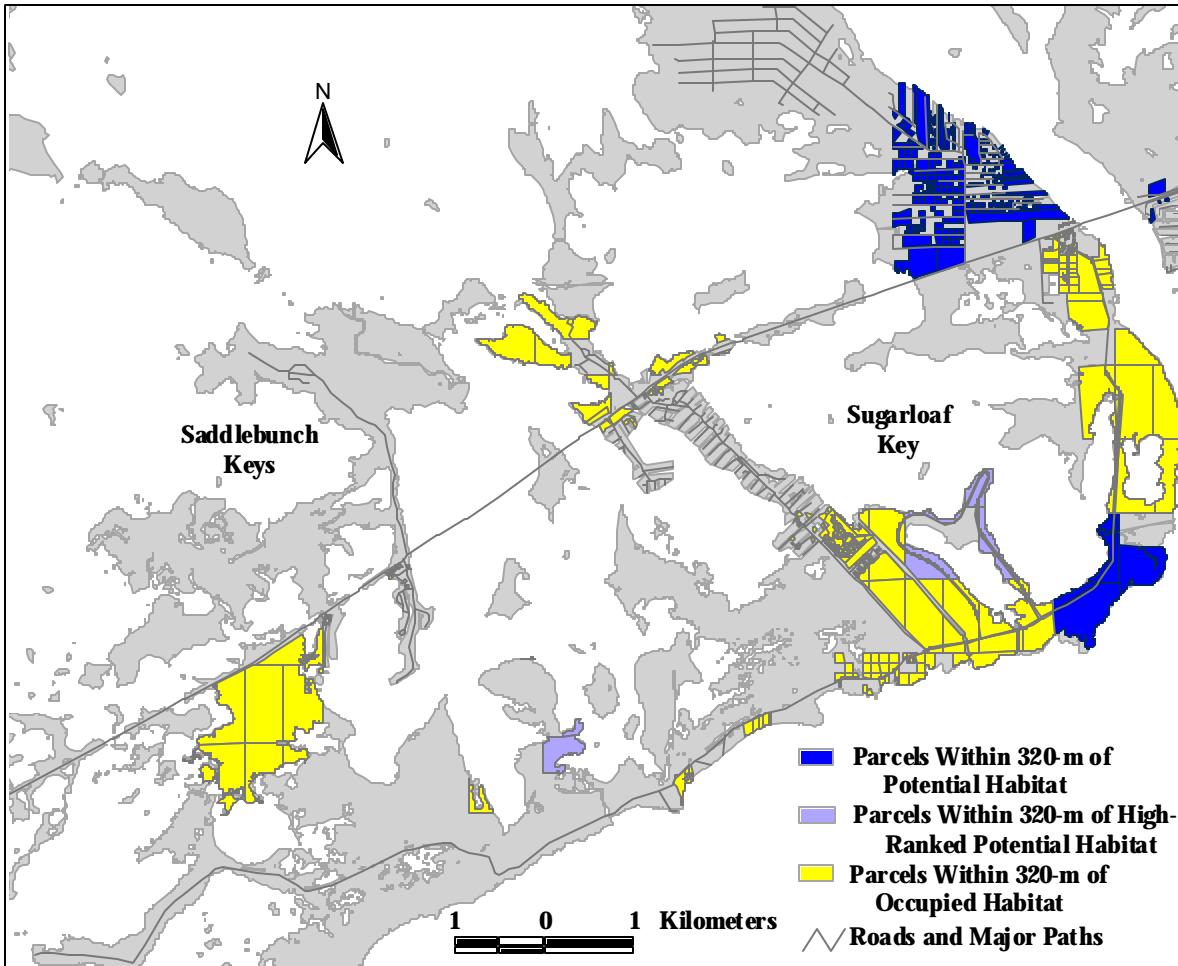 N
Saddlebunch
Keys
Sugarloaf
Key
Parcels Within 320-m of
Potential Habitat
Parcels Within 320-m of High-
Ranked Potential Habitat
Parcels Within 320-m of
Occupied Habitat
Roads and Major Paths
1 0 1 Kilometers